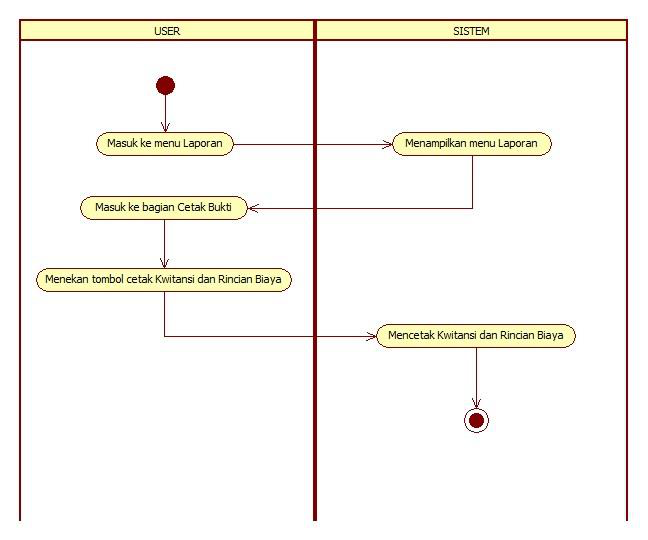 USER
SISTEM
Masuk ke menu Laporan
Menampilkan menu Laporan
Masuk ke bagian Cetak Bukti
Menekan tombol cetak Kwitansi dan Rincian Biaya
Mencetak Kwitansi dan Rincian Biaya